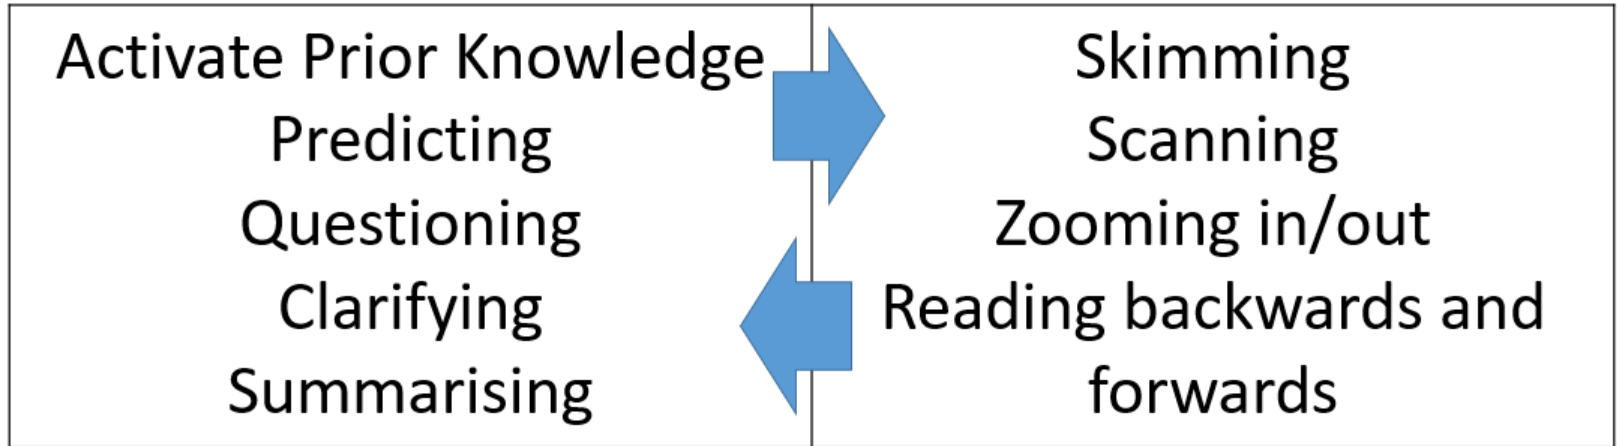 Activate Prior Knowledge
Predicting
Questioning
Clarifying
Summarising
Skimming
Scanning
Zooming in/out
Reading backwards and
forwards